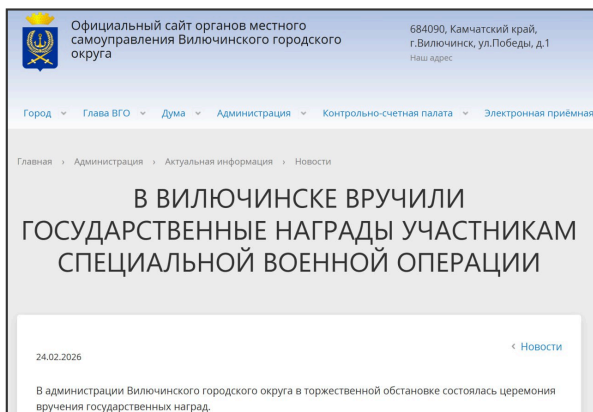 Официальный сайт органов местного
самоуправления Вилючинского городского
округа
684090, Камчатский край,
г.Вилючинск, ул.Победы, д.1
Наш адрес
Город Глава ВГО Дума Администрация Контрольно-счетная палата Электронная приёмная
Главная › Администрация › Актуальная информация › Новости
В ВИЛЮЧИНСКЕ ВРУЧИЛИ
ГОСУДАРСТВЕННЫЕ НАГРАДЫ УЧАСТНИКАМ
СПЕЦИАЛЬНОЙ ВОЕННОЙ ОПЕРАЦИИ
‹ Новости
24.02.2026
В администрации Вилючинского городского округа в торжественной обстановке состоялась церемония
вручения государственных наград.